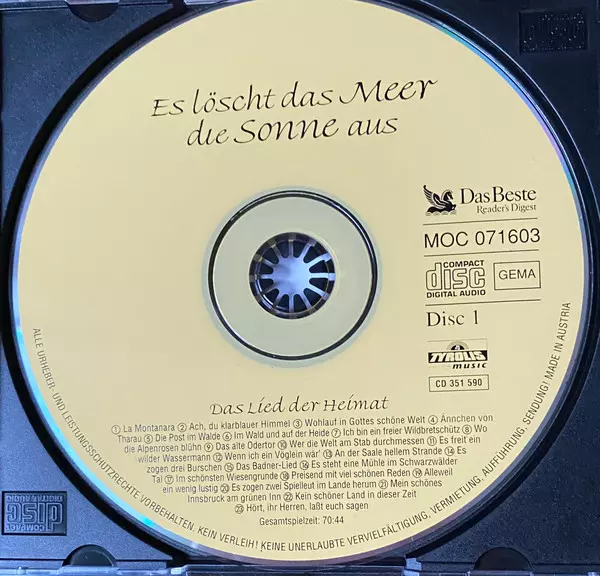 Es löscht das Meer
die Sonne aus
Das Beste
Reader's Digest
MOC 071603
COMPACT
disc
DIGITAL AUDIO
GEMA
Disc 1
TYROLIS
music
CD 351 590
Das Lied der Heimat
① La Montanara ② Ach, du klarblauer Himmel ③ Wohlauf in Gottes schöne Welt ④ Ännchen von
Tharau ⑤ Die Post im Walde ⑥ Im Wald und auf der Heide ⑦ Ich bin ein freier Wildbretschütz ⑧ Wo
die Alpenrosen blühn ⑨ Das alte Odertor ⑩ Wer die Welt am Stab durchmessen ⑪ Es freit ein
wilder Wassermann ⑫ Wenn ich ein Vöglein wär' ⑬ An der Saale hellem Strande ⑭ Es
zogen drei Burschen ⑮ Das Badner-Lied ⑯ Es steht eine Mühle im Schwarzwälder
Tal ⑰ Im schönsten Wiesengrunde ⑱ Preisend mit viel schönen Reden ⑲ Alleweil
ein wenig lustig ⑳ Es zogen zwei Spielleut im Lande herum ㉑ Mein schönes
Innsbruck am grünen Inn ㉒ Kein schöner Land in dieser Zeit
㉓ Hört, ihr Herren, laßt euch sagen
Gesamtspielzeit: 70:44
ALLE URHEBER- UND LEISTUNGSSCHUTZRECHTE VORBEHALTEN. KEIN VERLEIH! KEINE UNERLAUBTE VERVIELFÄLTIGUNG, VERMIETUNG, AUFFÜHRUNG, SENDUNG! MADE IN AUSTRIA
COMPACT
disc
DIGITAL AUDIO